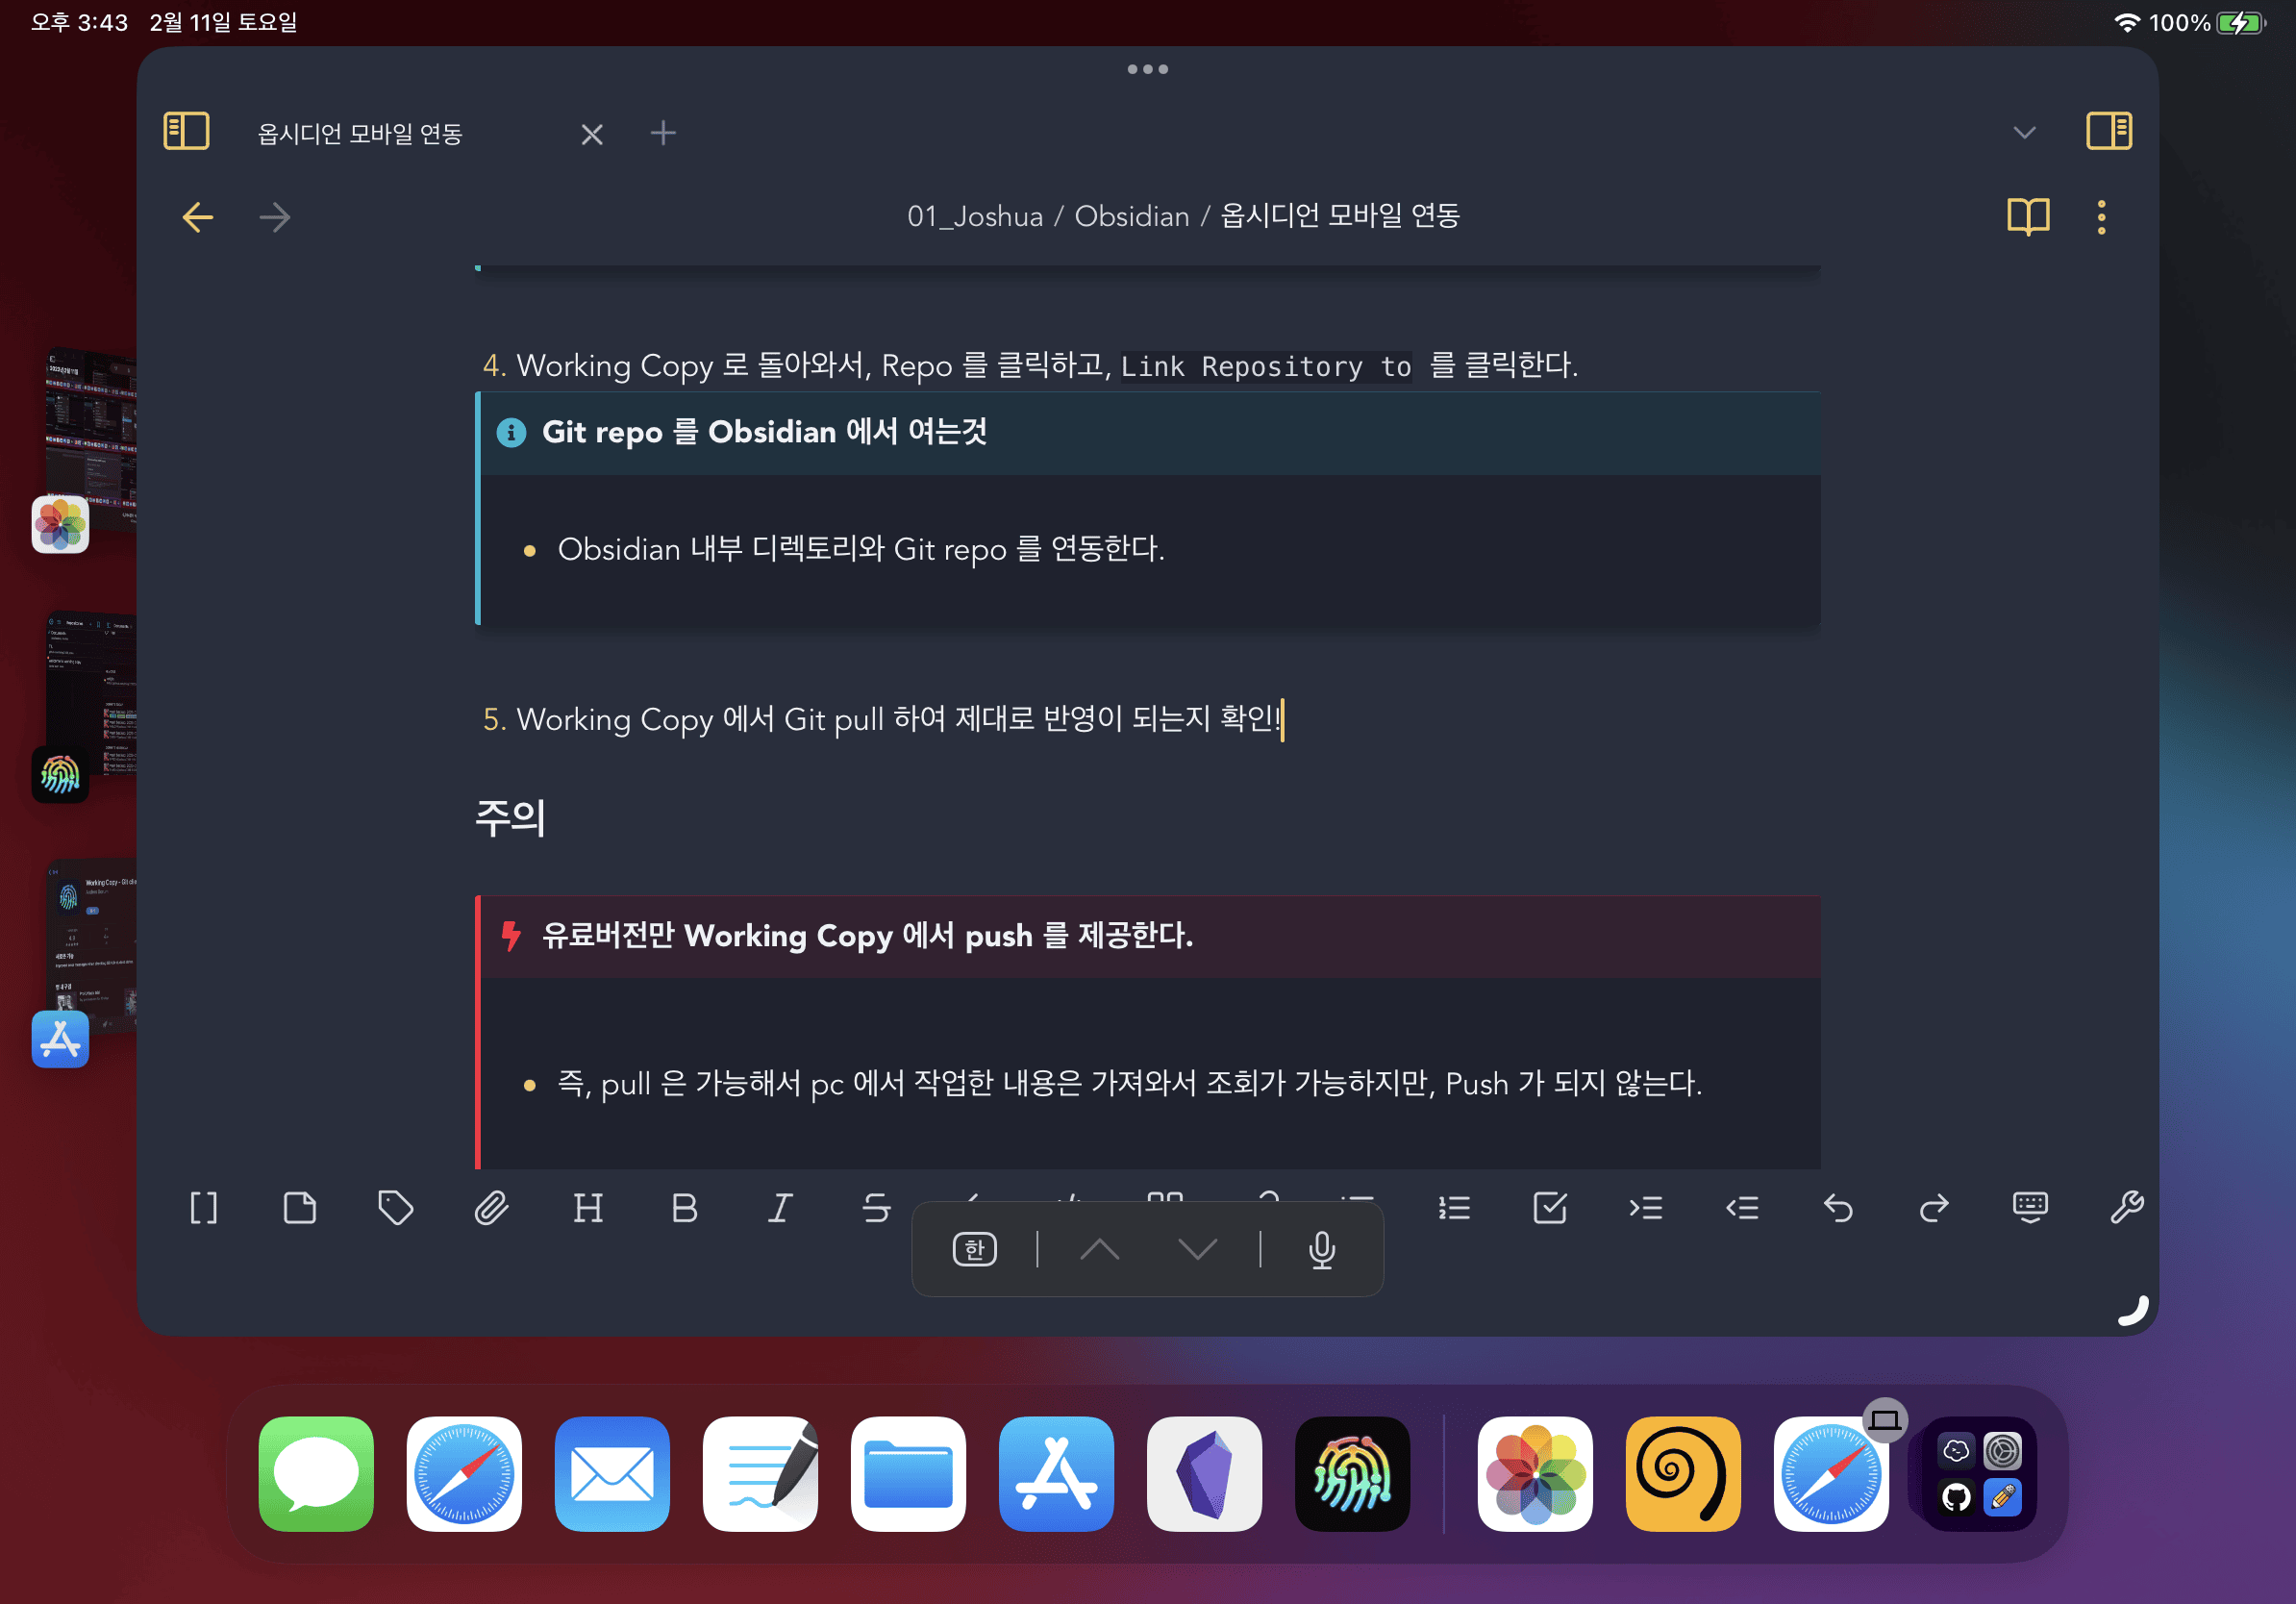 오후 3:43 2월 11일 토요일
100%
옵시디언 모바일 연동
01_Joshua / Obsidian / 옵시디언 모바일 연동
4. Working Copy 로 돌아와서, Repo 를 클릭하고, Link Repository to 를 클릭한다.
Git repo 를 Obsidian 에서 여는것
Obsidian 내부 디렉토리와 Git repo 를 연동한다.
5. Working Copy 에서 Git pull 하여 제대로 반영이 되는지 확인!
주의
유료버전만 Working Copy 에서 push 를 제공한다.
즉, pull 은 가능해서 pc 에서 작업한 내용은 가져와서 조회가 가능하지만, Push 가 되지 않는다.
한